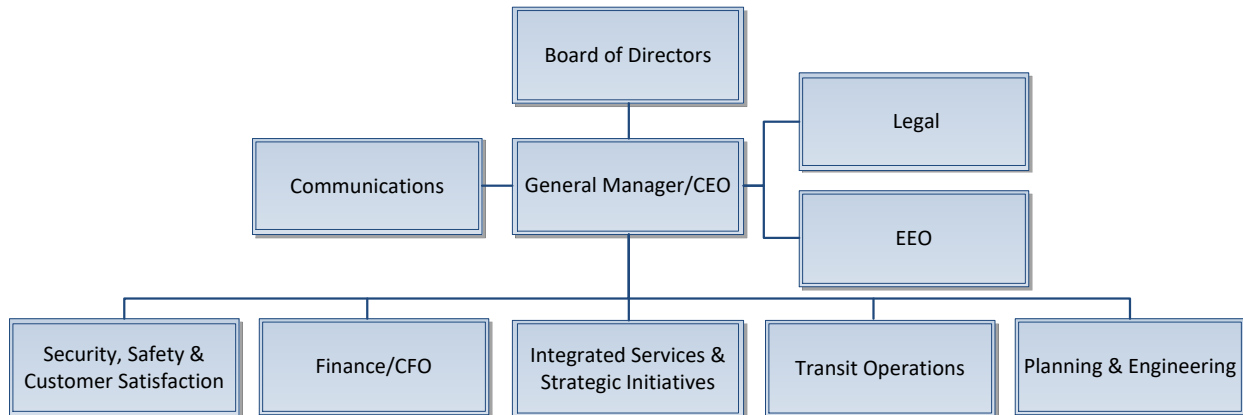 Board of Directors
Legal
Communications
General Manager/CEO
EEO
Security, Safety &
Customer Satisfaction
Finance/CFO
Integrated Services &
Strategic Initiatives
Transit Operations
Planning & Engineering